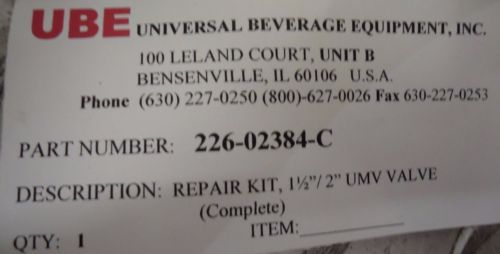 UBE UNIVERSAL BEVERAGE EQUIPMENT, INC.
100 LELAND COURT, UNIT B
BENSENVILLE, IL 60106 U.S.A.
Phone (630) 227-0250 (800)-627-0026 Fax 630-227-0253
PART NUMBER: 226-02384-C
DESCRIPTION: REPAIR KIT, 1½"/ 2" UMV VALVE
(Complete)
QTY: 1 ITEM:____________